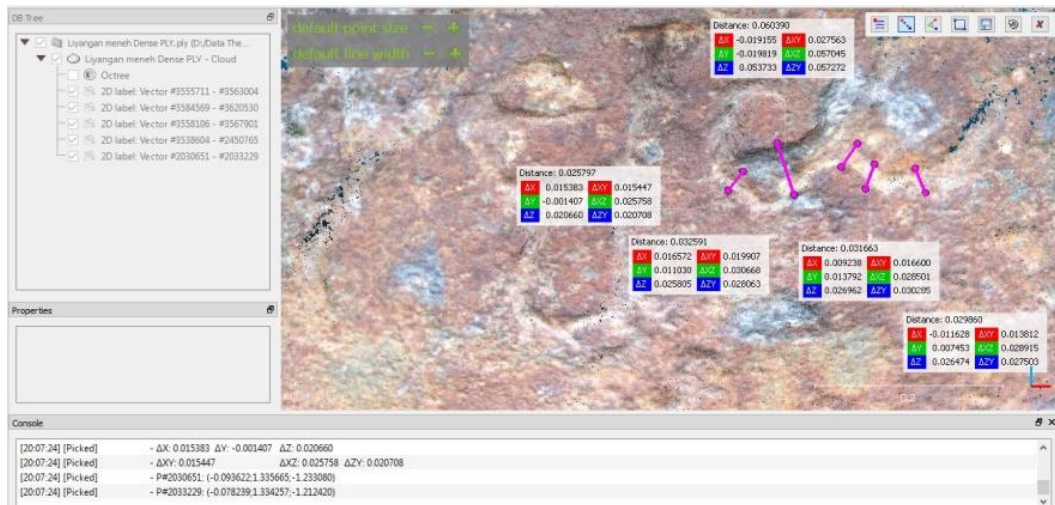 DB Tree
Liyangan meneh Dense PLY.ply (D:/Data The...
Liyangan meneh Dense PLY - Cloud
Octree
2D label: Vector #3555711 - #3563004
2D label: Vector #3584569 - #3620530
2D label: Vector #3558106 - #3567901
2D label: Vector #3538604 - #2450765
2D label: Vector #2030651 - #2033229
default point size - +
default line width - +
Distance: 0.060390
ΔX -0.019155 ΔXY 0.027563
ΔY -0.019819 ΔXZ 0.057045
ΔZ -0.053733 ΔZY 0.057272
Distance: 0.025797
ΔX 0.015383 ΔXY 0.015447
ΔY -0.001407 ΔXZ 0.025758
ΔZ 0.020660 ΔZY 0.020708
Distance: 0.032591
ΔX 0.016572 ΔXY 0.019907
ΔY 0.011030 ΔXZ 0.030668
ΔZ 0.025805 ΔZY 0.028063
Distance: 0.031663
ΔX 0.009238 ΔXY 0.016600
ΔY 0.013792 ΔXZ 0.028501
ΔZ 0.026962 ΔZY 0.030285
Distance: 0.029860
ΔX -0.011628 ΔXY 0.013812
ΔY 0.007453 ΔXZ 0.028915
ΔZ 0.026474 ΔZY 0.027503
0.2
Properties
Console
[20:07:24] [Picked] - ΔX: 0.015383 ΔY: -0.001407 ΔZ: 0.020660
[20:07:24] [Picked] - ΔXY: 0.015447 ΔXZ: 0.025758 ΔZY: 0.020708
[20:07:24] [Picked] - P#2030651: (-0.093622;1.335665;-1.233080)
[20:07:24] [Picked] - P#2033229: (-0.078239;1.334257;-1.212420)